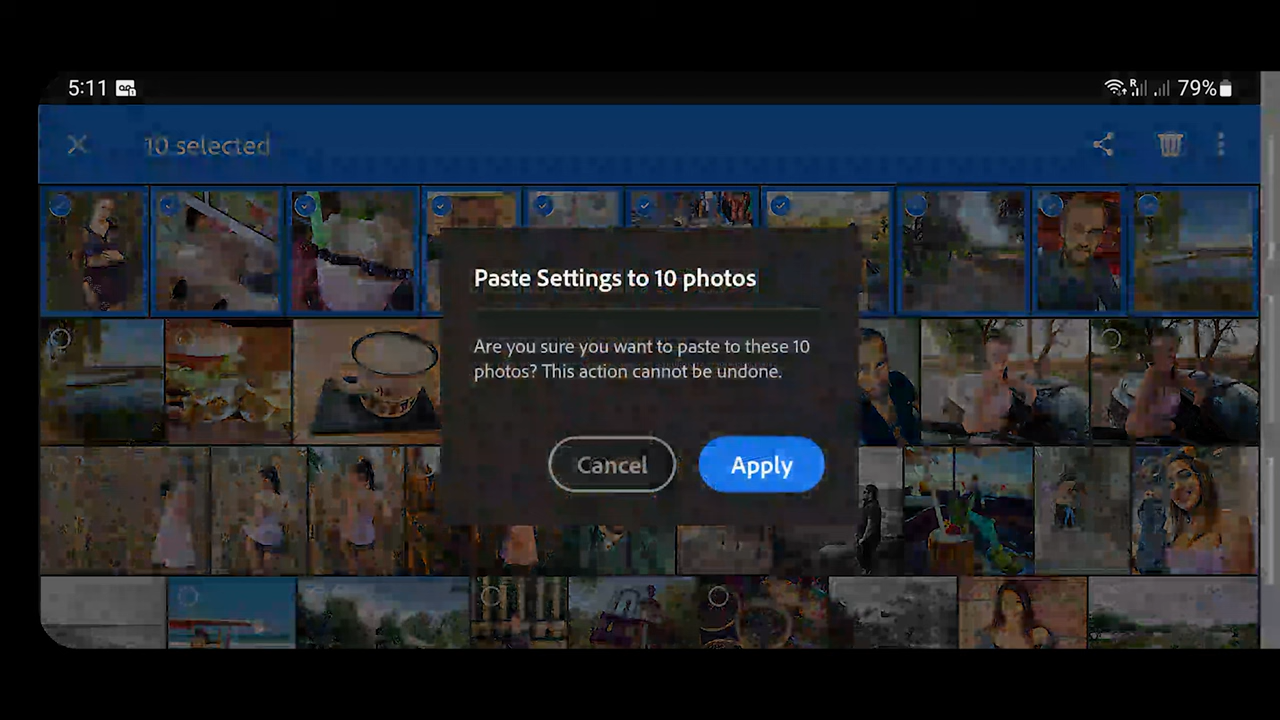 5:11
R
79%
10 selected
Paste Settings to 10 photos
Are you sure you want to paste to these 10
photos? This action cannot be undone.
Cancel
Apply